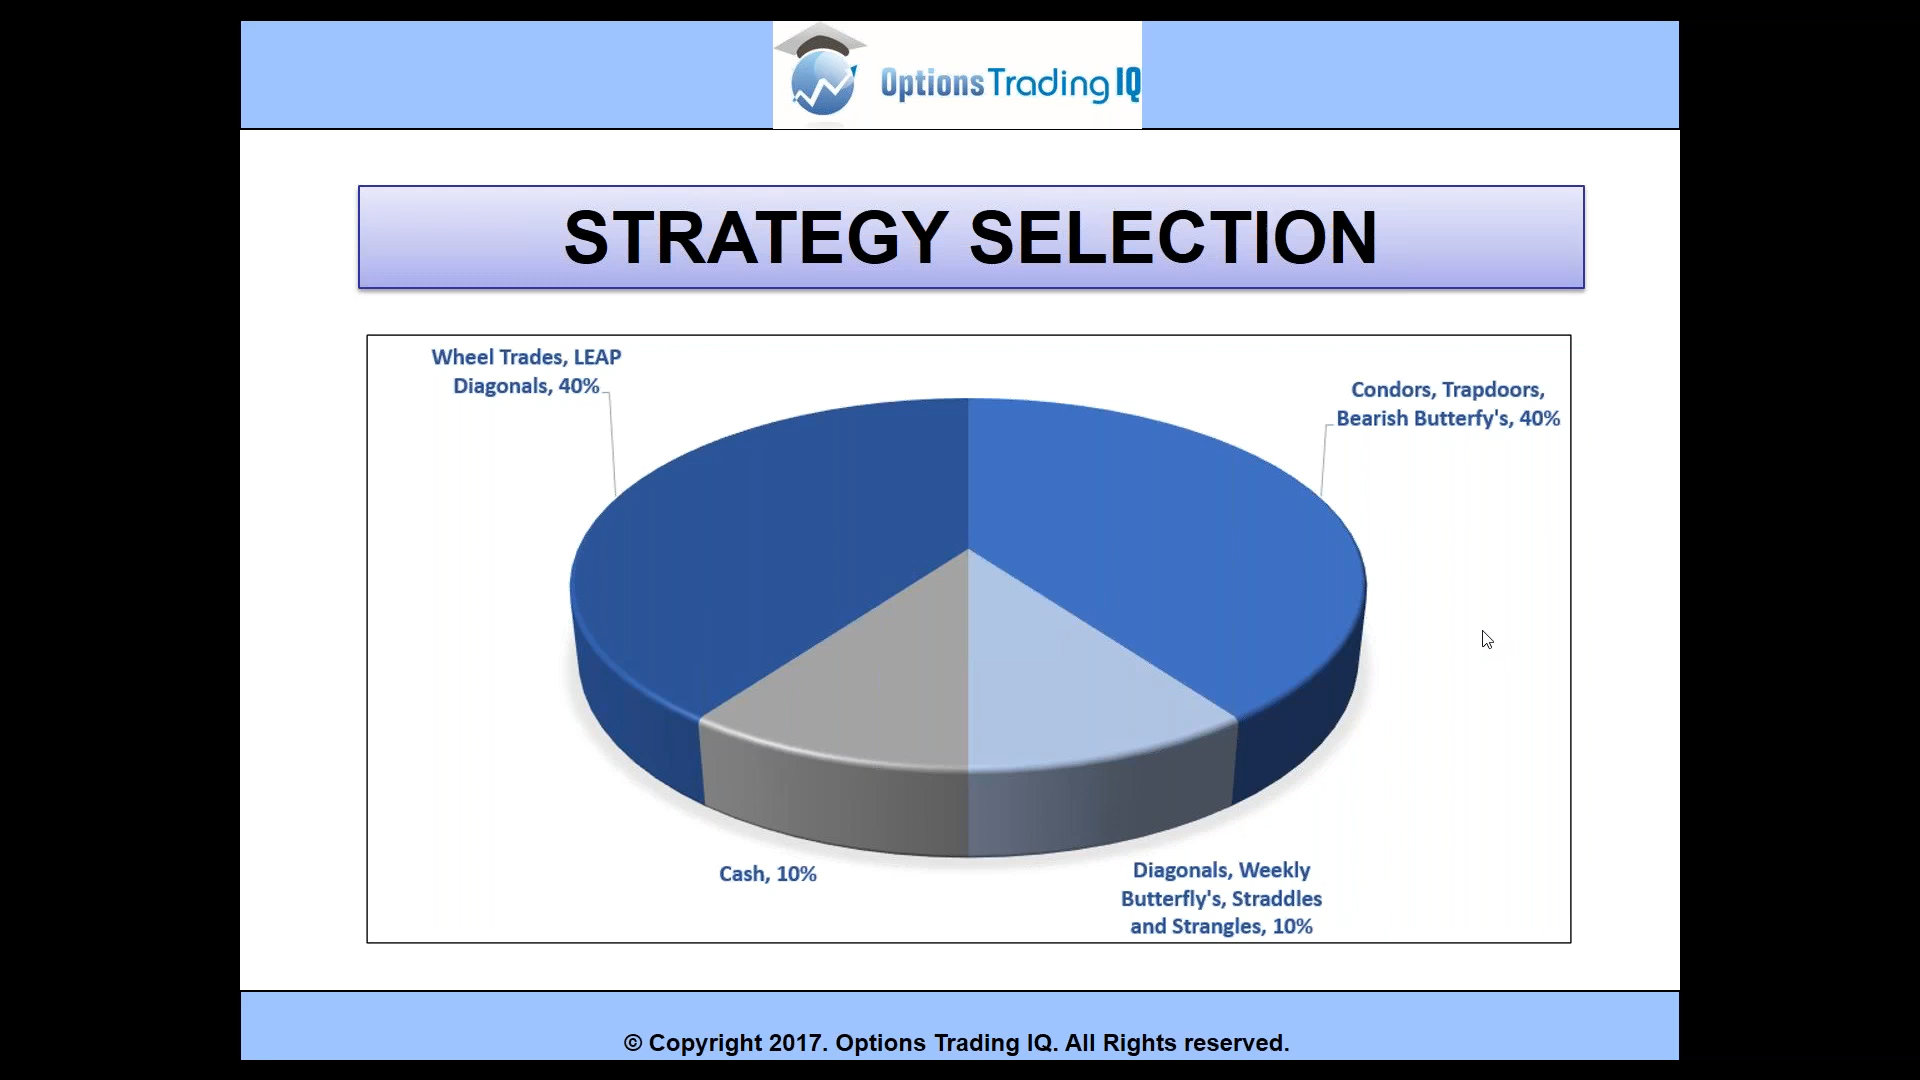 Options Trading IQ
STRATEGY SELECTION
Wheel Trades, LEAP
Diagonals, 40%
Condors, Trapdoors,
Bearish Butterfy's, 40%
Cash, 10%
Diagonals, Weekly
Butterfly's, Straddles
and Strangles, 10%
© Copyright 2017. Options Trading IQ. All Rights reserved.